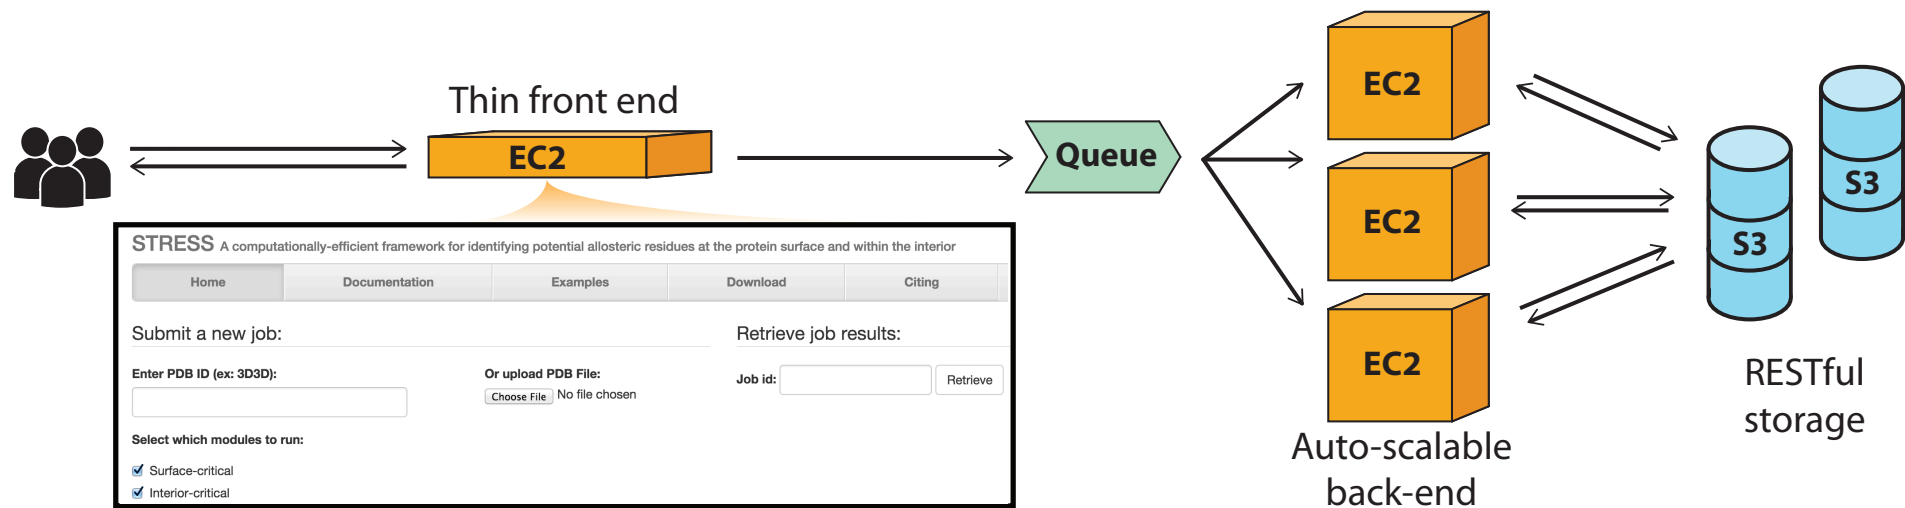 Thin front end
EC2
Queue
EC2
EC2
EC2
Auto-scalable
back-end
S3
S3
RESTful
storage
STRESS A computationally-efficient framework for identifying potential allosteric residues at the protein surface and within the interior
Home Documentation Examples Download Citing
Submit a new job:
Retrieve job results:
Enter PDB ID (ex: 3D3D):
Or upload PDB File:
Choose File No file chosen
Job id: Retrieve
Select which modules to run:
Surface-critical
Interior-critical